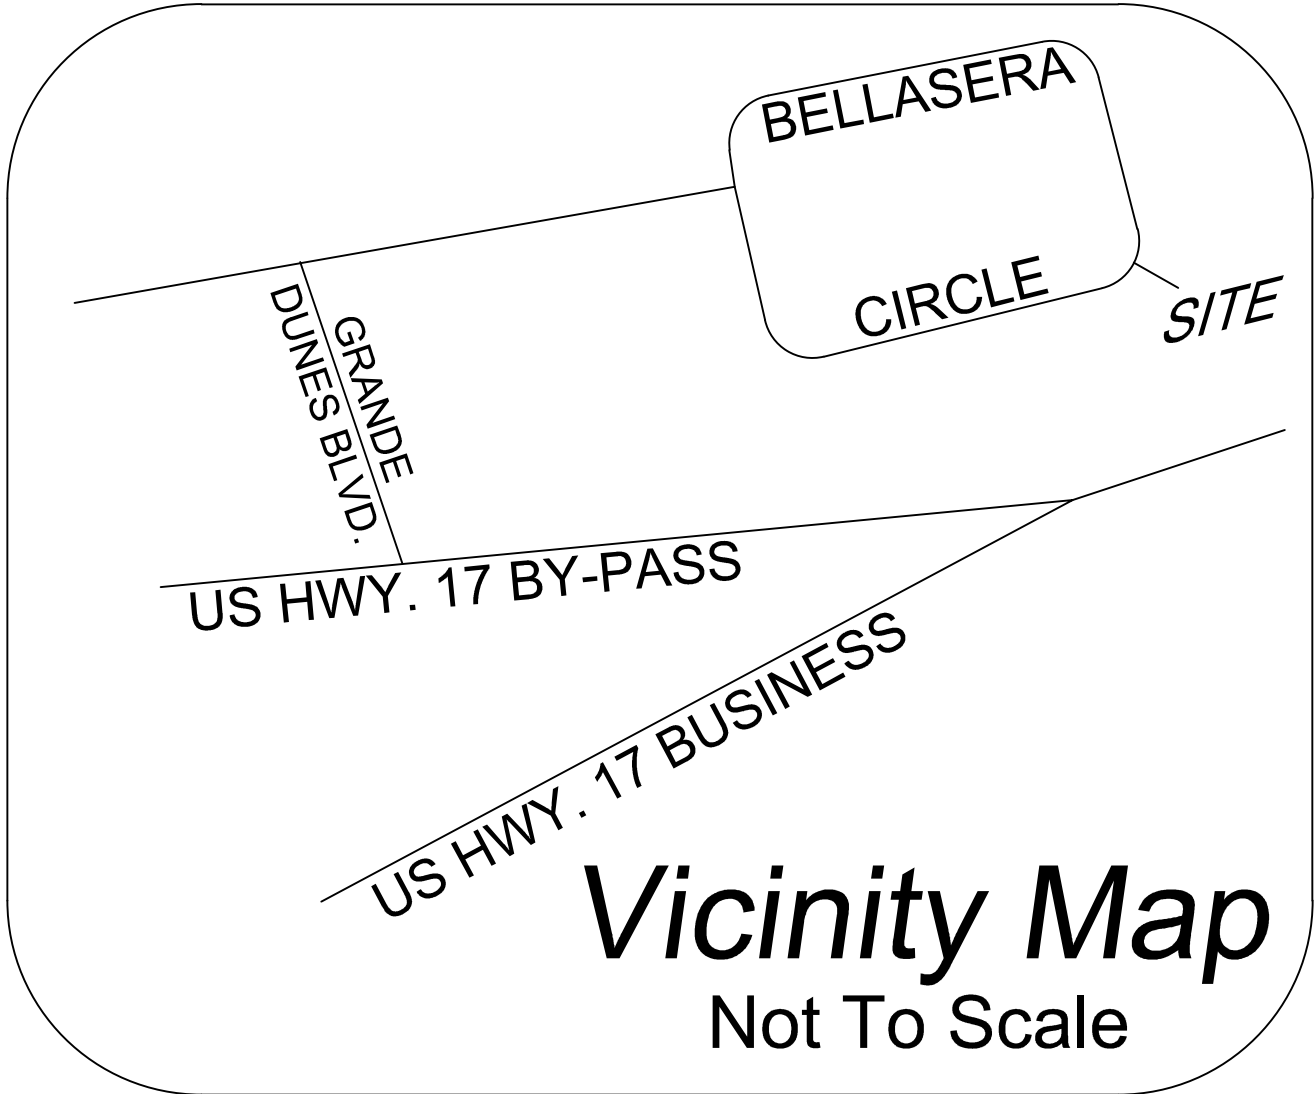 BELLASERA
CIRCLE
SITE
GRANDE
DUNES BLVD.
US HWY. 17 BY-PASS
US HWY. 17 BUSINESS
Vicinity Map
Not To Scale